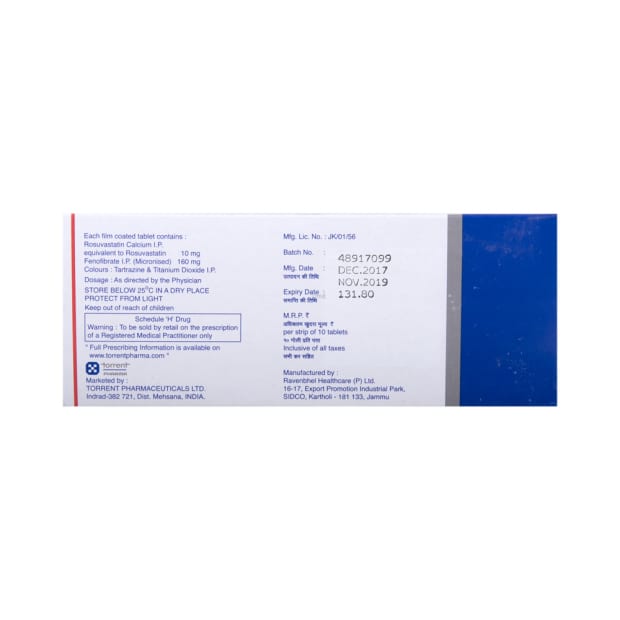 Each film coated tablet contains :
Rosuvastatin Calcium I.P.
equivalent to Rosuvastatin 10 mg
Fenofibrate I.P. (Micronised) 160 mg
Colours : Tartrazine & Titanium Dioxide I.P.
Dosage : As directed by the Physician
STORE BELOW 25°C IN A DRY PLACE
PROTECT FROM LIGHT
Keep out of reach of children
Schedule 'H' Drug
Warning : To be sold by retail on the prescription
of a Registered Medical Practitioner only
* Full Prescribing Information is available on
www.torrentpharma.com *
torrent
PHARMA
Marketed by :
TORRENT PHARMACEUTICALS LTD.
Indrad-382 721, Dist. Mehsana, INDIA.
Mfg. Lic. No. : JK/01/56
Batch No. : 48917099
Mfg. Date : DEC.2017
उत्पादन की तिथि
NOV.2019
Expiry Date : 131.80
समाप्ति की तिथि
M.R.P. ₹
अधिकतम खुदरा मूल्य ₹
per strip of 10 tablets
१० गोली प्रति पत्ता
Inclusive of all taxes
सभी कर सहित
Manufactured by :
Ravenbhel Healthcare (P) Ltd.
16-17, Export Promotion Industrial Park,
SIDCO, Kartholi - 181 133, Jammu